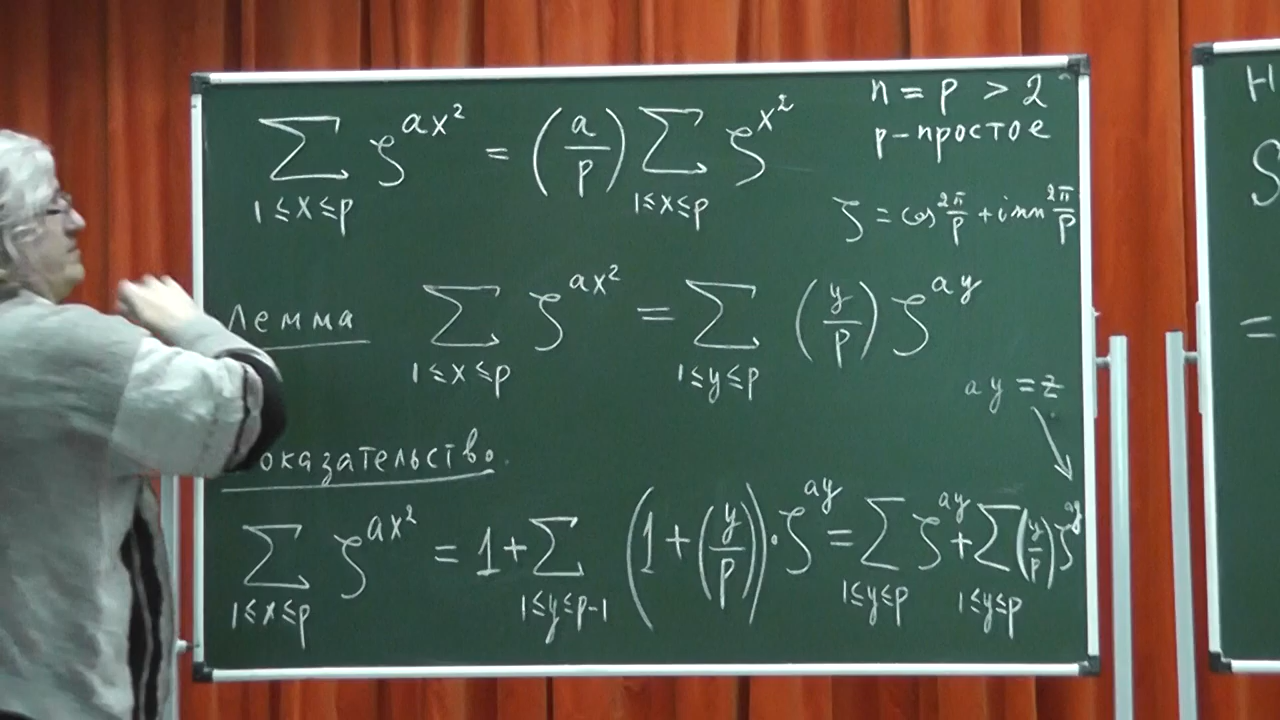 n = p > 2
p – простое
∑_{1≤x≤p} ζ^{ax²} = (a/p) ∑_{1≤x≤p} ζ^{x²}
ζ = cos 2π/p + i sin 2π/p
Лемма ∑_{1≤x≤p} ζ^{ax²} = ∑_{1≤y≤p} (y/p) ζ^{ay}
ay = z
оказательство.
∑_{1≤x≤p} ζ^{ax²} = 1 + ∑_{1≤y≤p-1} (1 + (y/p)) · ζ^{ay} = ∑_{1≤y≤p} ζ^{ay} + ∑_{1≤y≤p} (y/p) ζ^{ay}
Н
S
=